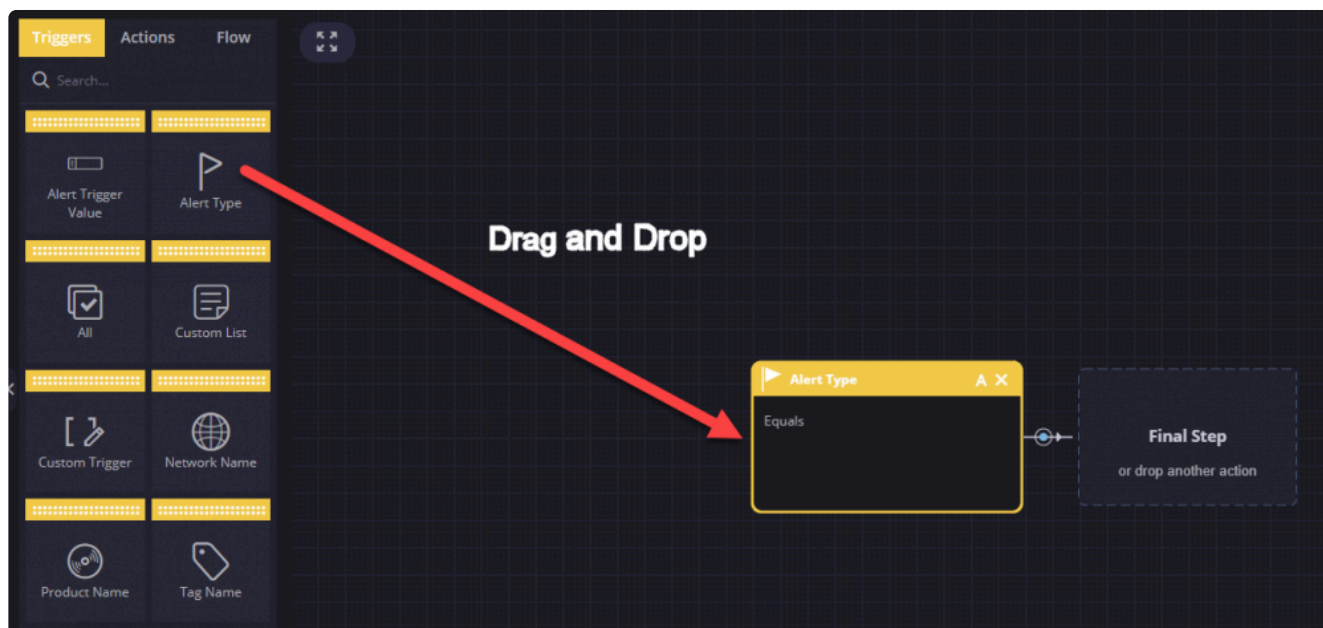 Triggers Actions Flow
Search...
Alert Trigger
Value
Alert Type
All
Custom List
Custom Trigger
Network Name
Product Name
Tag Name
Drag and Drop
Alert Type A
Equals
Final Step
or drop another action